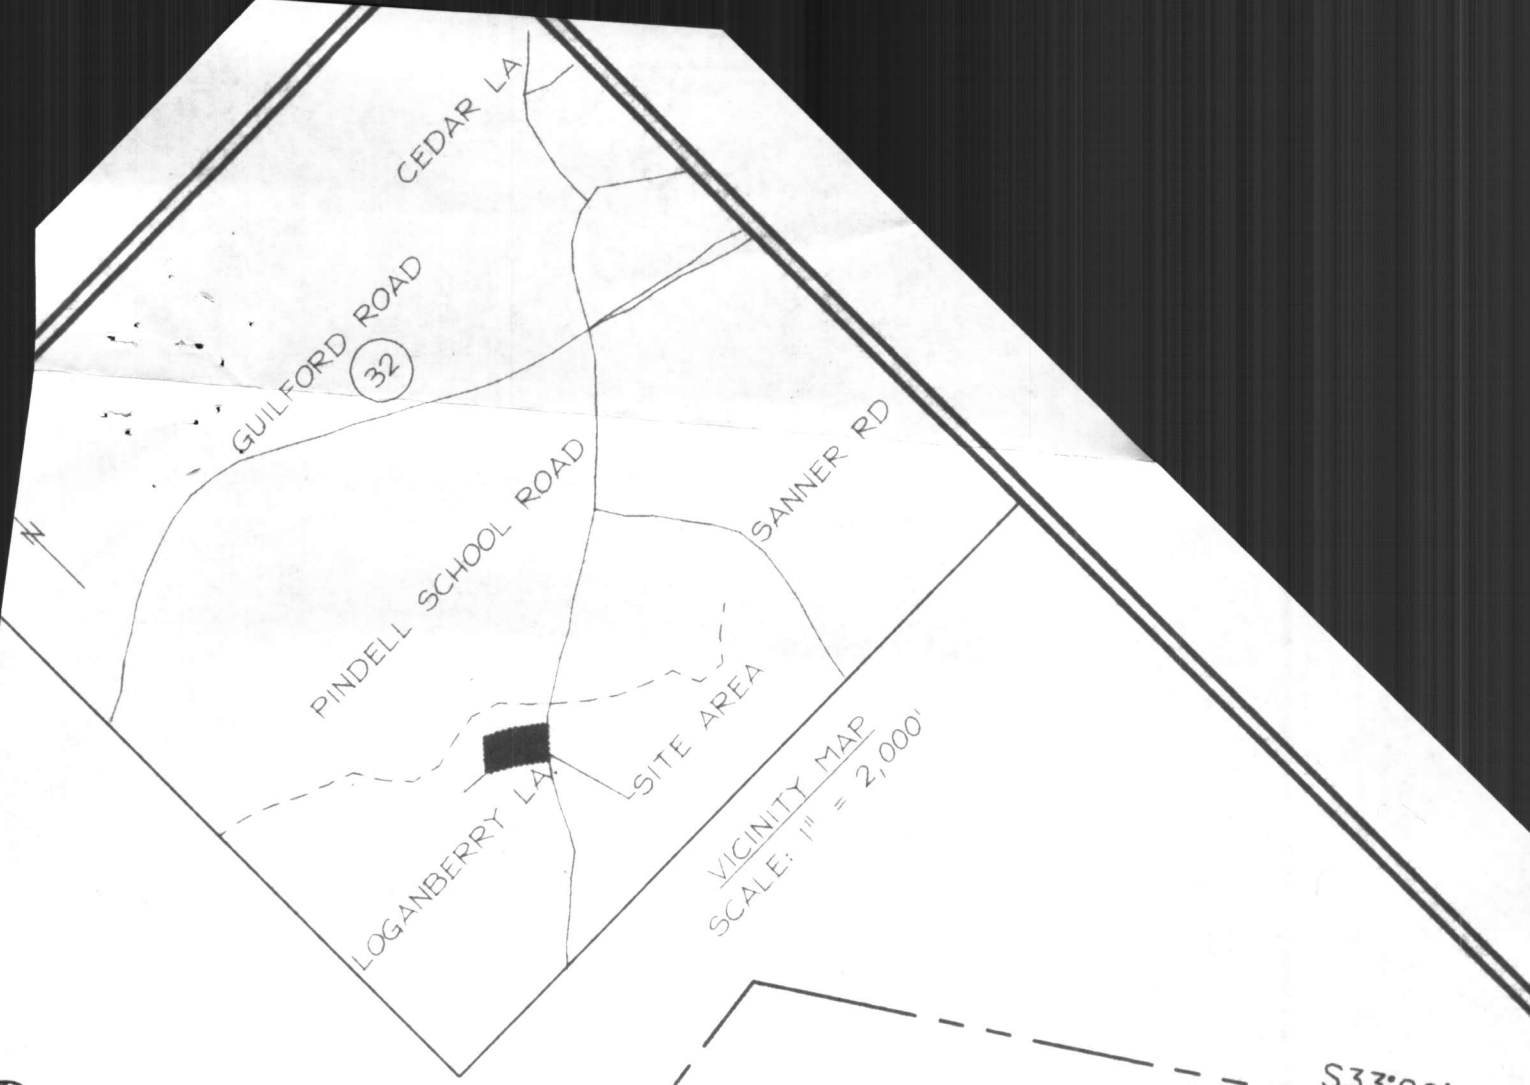 CEDAR LA
GUILFORD ROAD
32
N
PINDELL SCHOOL ROAD
SANNER RD
SITE AREA
LOGANBERRY LA.
VICINITY MAP
SCALE: 1" = 2,000'